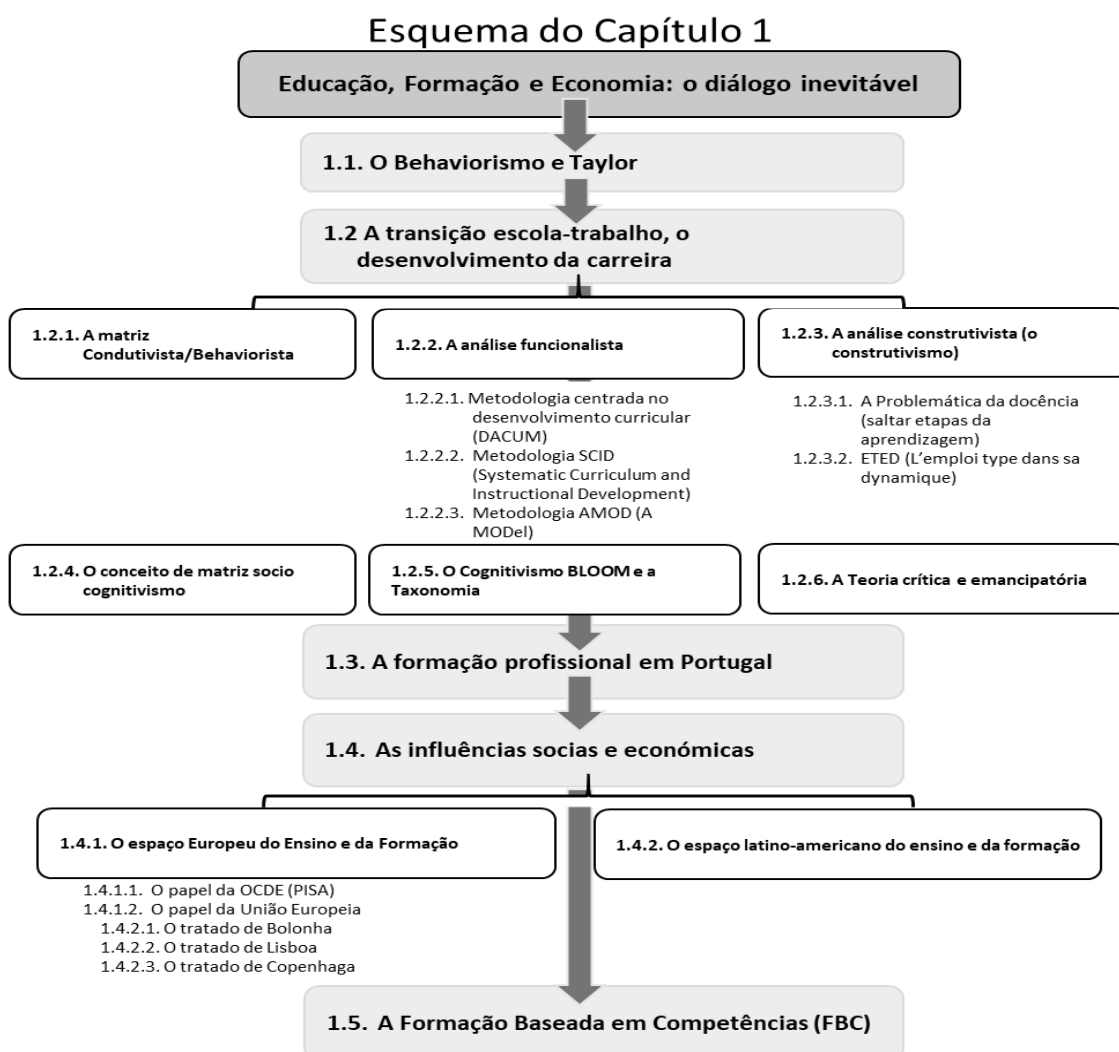 Esquema do Capítulo 1
Educação, Formação e Economia: o diálogo inevitável
1.1. O Behaviorismo e Taylor
1.2 A transição escola-trabalho, o
desenvolvimento da carreira
1.2.1. A matriz
Condutivista/Behaviorista
1.2.2. A análise funcionalista
1.2.3. A análise construtivista (o
construtivismo)
1.2.2.1. Metodologia centrada no
desenvolvimento curricular
(DACUM)
1.2.2.2. Metodologia SCID
(Systematic Curriculum and
Instructional Development)
1.2.2.3. Metodologia AMOD (A
MODel)
1.2.3.1. A Problemática da docência
(saltar etapas da
aprendizagem)
1.2.3.2. ETED (L'emploi type dans sa
dynamique)
1.2.4. O conceito de matriz socio
cognitivismo
1.2.5. O Cognitivismo BLOOM e a
Taxonomia
1.2.6. A Teoria crítica e emancipatória
1.3. A formação profissional em Portugal
1.4. As influências socias e económicas
1.4.1. O espaço Europeu do Ensino e da Formação
1.4.2. O espaço latino-americano do ensino e da formação
1.4.1.1. O papel da OCDE (PISA)
1.4.1.2. O papel da União Europeia
1.4.2.1. O tratado de Bolonha
1.4.2.2. O tratado de Lisboa
1.4.2.3. O tratado de Copenhaga
1.5. A Formação Baseada em Competências (FBC)